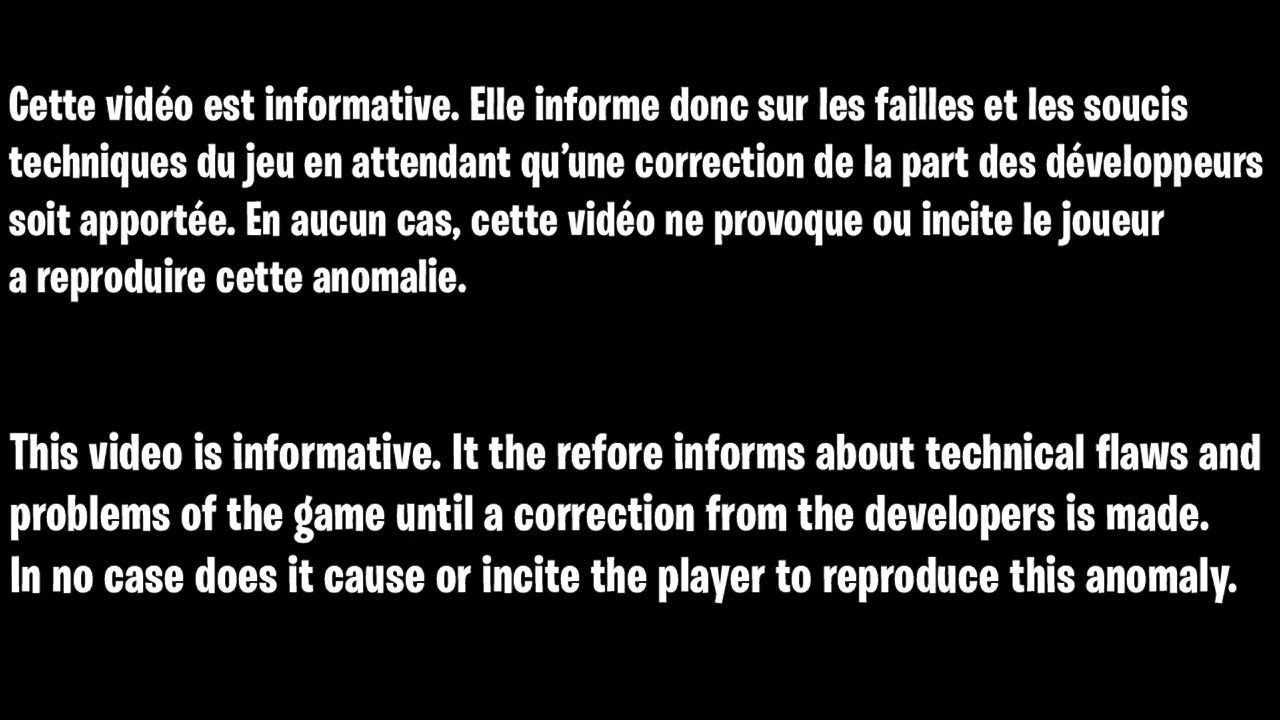 Cette vidéo est informative. Elle informe donc sur les failles et les soucis
techniques du jeu en attendant qu’une correction de la part des développeurs
soit apportée. En aucun cas, cette vidéo ne provoque ou incite le joueur
a reproduire cette anomalie.
This video is informative. It the refore informs about technical flaws and
problems of the game until a correction from the developers is made.
In no case does it cause or incite the player to reproduce this anomaly.